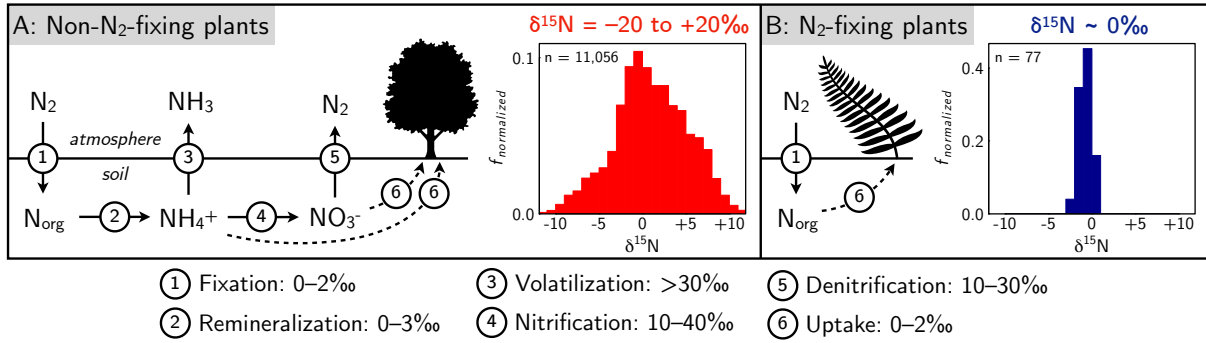 A: Non-N₂-fixing plants
δ¹⁵N = –20 to +20‰
N₂
NH₃
N₂
atmosphere
1
3
5
soil
6
6
N_org
2
NH₄⁺
4
NO₃⁻
n = 11,056
0.1
0.0
f_normalized
-10
-5
0
+5
+10
δ¹⁵N
B: N₂-fixing plants
δ¹⁵N ~ 0‰
N₂
1
6
N_org
n = 77
0.4
0.2
0.0
f_normalized
-10
-5
0
+5
+10
δ¹⁵N
1 Fixation: 0–2‰
3 Volatilization: >30‰
5 Denitrification: 10–30‰
2 Remineralization: 0–3‰
4 Nitrification: 10–40‰
6 Uptake: 0–2‰